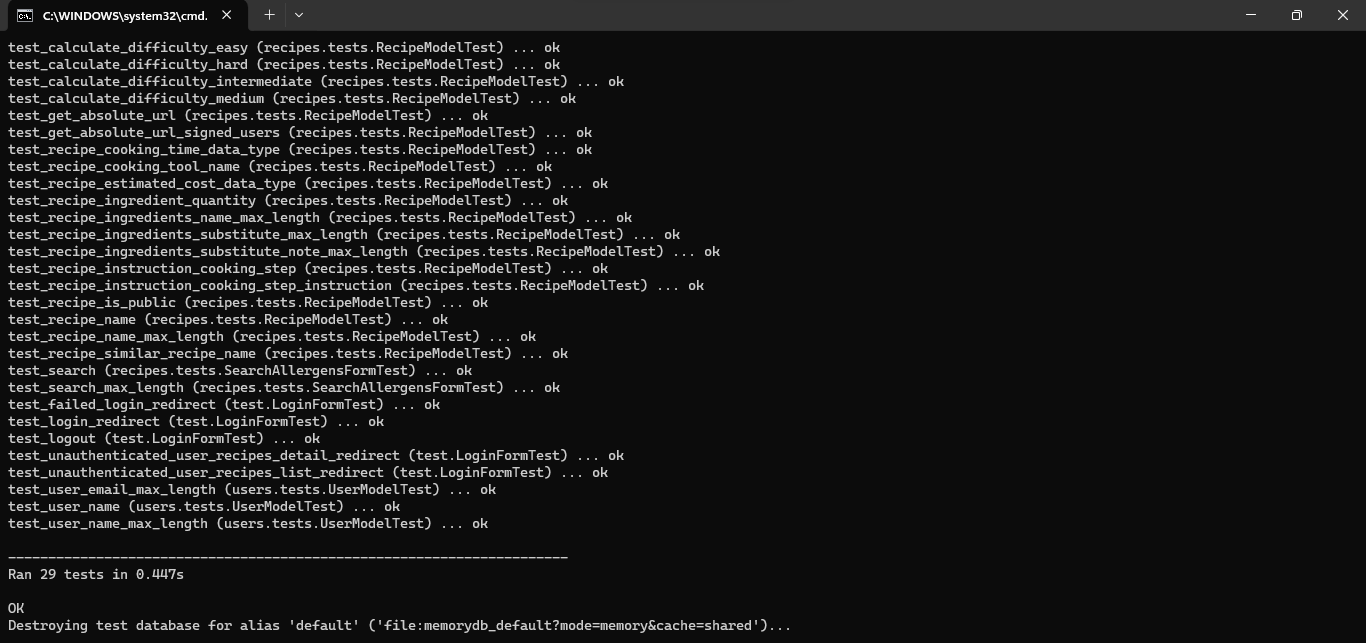 C:\WINDOWS\system32\cmd.
test_calculate_difficulty_easy (recipes.tests.RecipeModelTest) ... ok
test_calculate_difficulty_hard (recipes.tests.RecipeModelTest) ... ok
test_calculate_difficulty_intermediate (recipes.tests.RecipeModelTest) ... ok
test_calculate_difficulty_medium (recipes.tests.RecipeModelTest) ... ok
test_get_absolute_url (recipes.tests.RecipeModelTest) ... ok
test_get_absolute_url_signed_users (recipes.tests.RecipeModelTest) ... ok
test_recipe_cooking_time_data_type (recipes.tests.RecipeModelTest) ... ok
test_recipe_cooking_tool_name (recipes.tests.RecipeModelTest) ... ok
test_recipe_estimated_cost_data_type (recipes.tests.RecipeModelTest) ... ok
test_recipe_ingredient_quantity (recipes.tests.RecipeModelTest) ... ok
test_recipe_ingredients_name_max_length (recipes.tests.RecipeModelTest) ... ok
test_recipe_ingredients_substitute_max_length (recipes.tests.RecipeModelTest) ... ok
test_recipe_ingredients_substitute_note_max_length (recipes.tests.RecipeModelTest) ... ok
test_recipe_instruction_cooking_step (recipes.tests.RecipeModelTest) ... ok
test_recipe_instruction_cooking_step_instruction (recipes.tests.RecipeModelTest) ... ok
test_recipe_is_public (recipes.tests.RecipeModelTest) ... ok
test_recipe_name (recipes.tests.RecipeModelTest) ... ok
test_recipe_name_max_length (recipes.tests.RecipeModelTest) ... ok
test_recipe_similar_recipe_name (recipes.tests.RecipeModelTest) ... ok
test_search (recipes.tests.SearchAllergensFormTest) ... ok
test_search_max_length (recipes.tests.SearchAllergensFormTest) ... ok
test_failed_login_redirect (test.LoginFormTest) ... ok
test_login_redirect (test.LoginFormTest) ... ok
test_logout (test.LoginFormTest) ... ok
test_unauthenticated_user_recipes_detail_redirect (test.LoginFormTest) ... ok
test_unauthenticated_user_recipes_list_redirect (test.LoginFormTest) ... ok
test_user_email_max_length (users.tests.UserModelTest) ... ok
test_user_name (users.tests.UserModelTest) ... ok
test_user_name_max_length (users.tests.UserModelTest) ... ok
----------------------------------------------------------------------
Ran 29 tests in 0.447s
OK
Destroying test database for alias 'default' ('file:memorydb_default?mode=memory&cache=shared')...